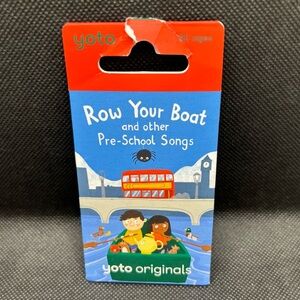 yoto
Row Your Boat
and other
Pre-School Songs
yoto originals